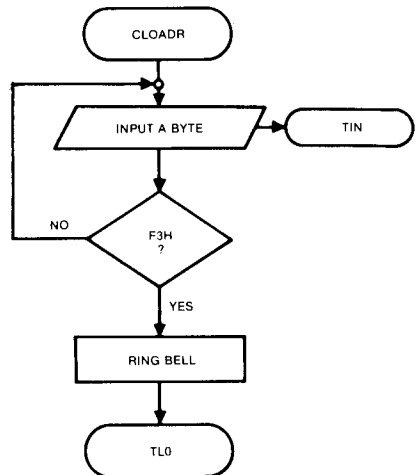 CLOADR
INPUT A BYTE
TIN
NO
F3H
?
YES
RING BELL
TL0